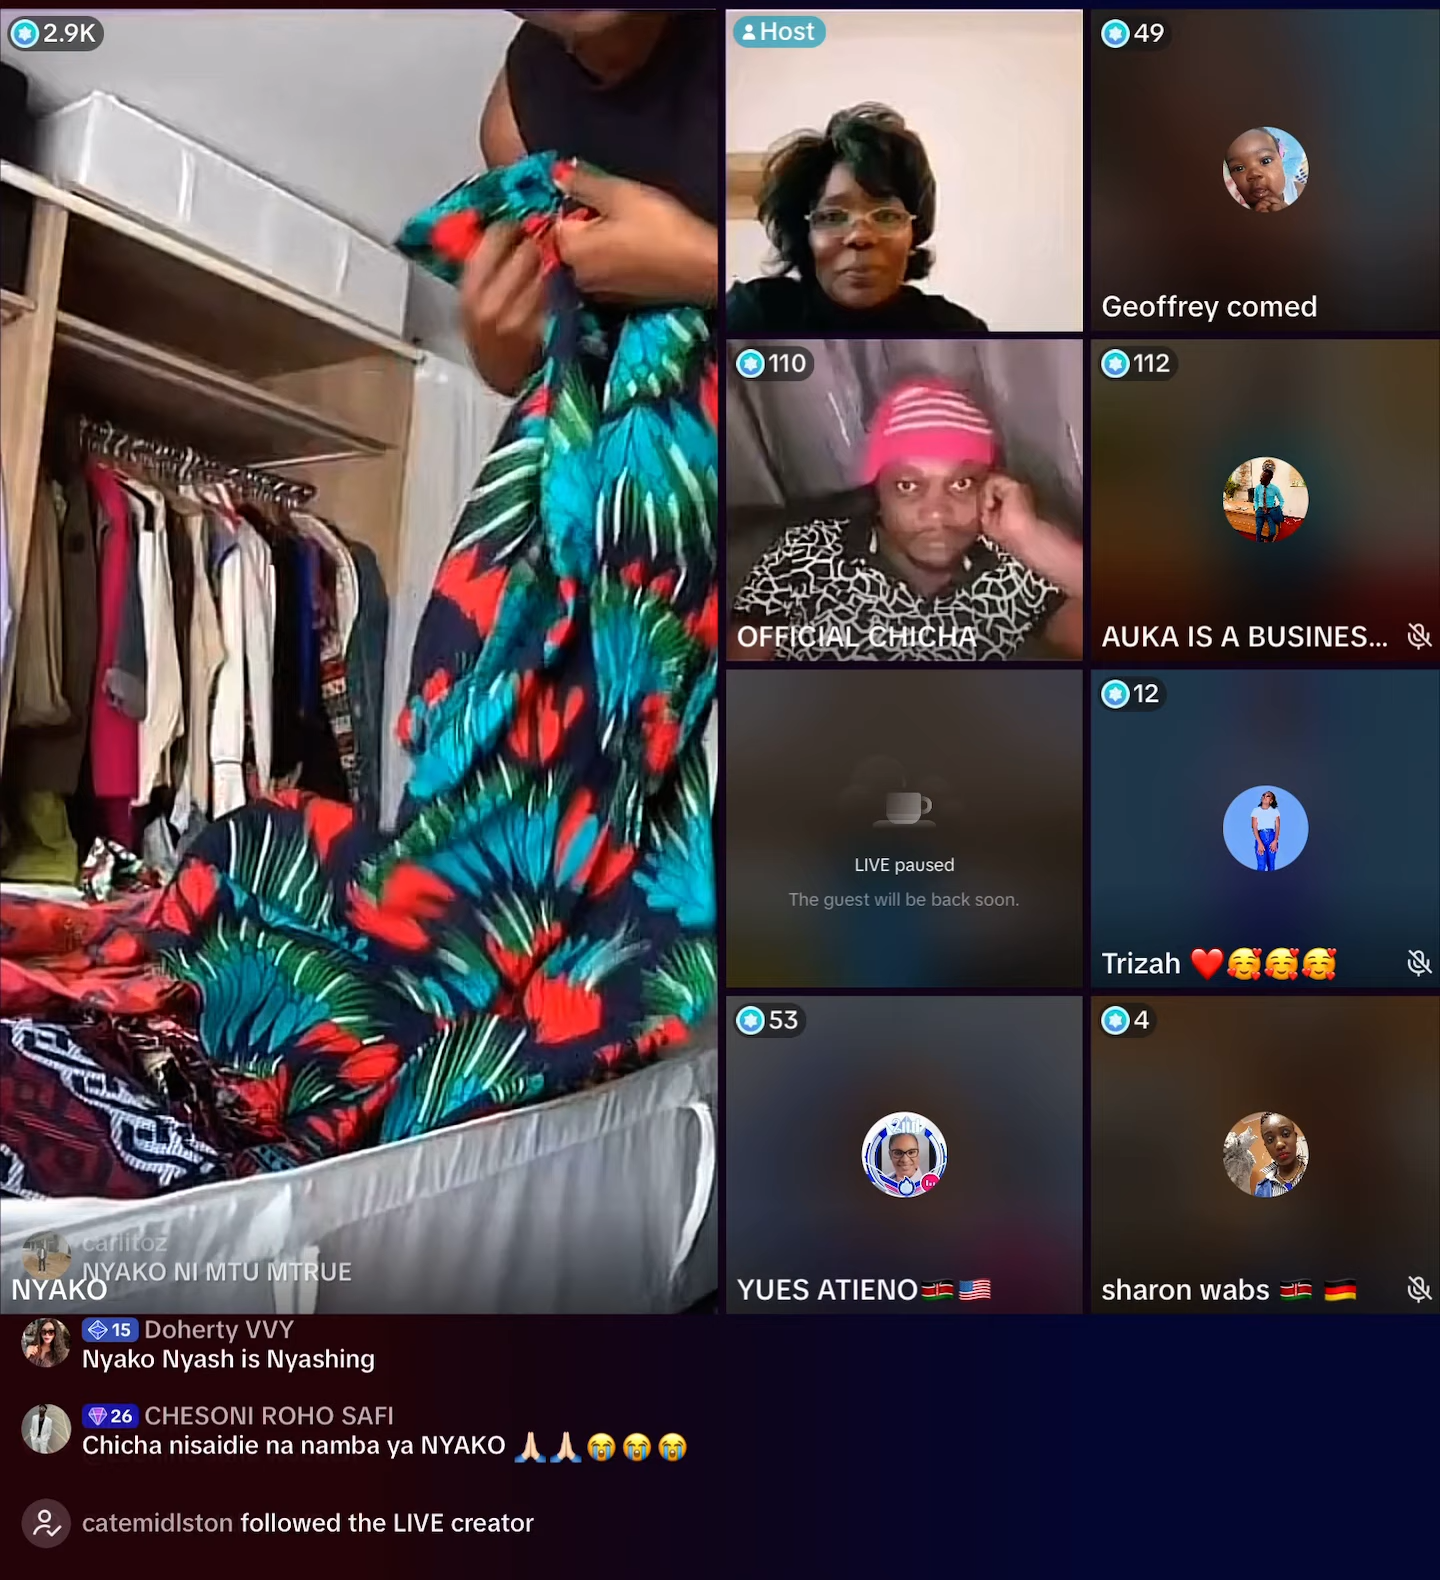 2.9K
Host
49
Geoffrey comed
110
OFFICIAL CHICHA
112
AUKA IS A BUSINES...
LIVE paused
The guest will be back soon.
12
Trizah ❤️🥰🥰🥰
53
YUES ATIENO🇰🇪🇺🇸
4
sharon wabs 🇰🇪 🇩🇪
carlitoz
NYAKO NI MTU MTRUE
NYAKO
15 Doherty VVY
Nyako Nyash is Nyashing
26 CHESONI ROHO SAFI
Chicha nisaidie na namba ya NYAKO 🙏🏻🙏🏻😭😭😭
catemidlston followed the LIVE creator